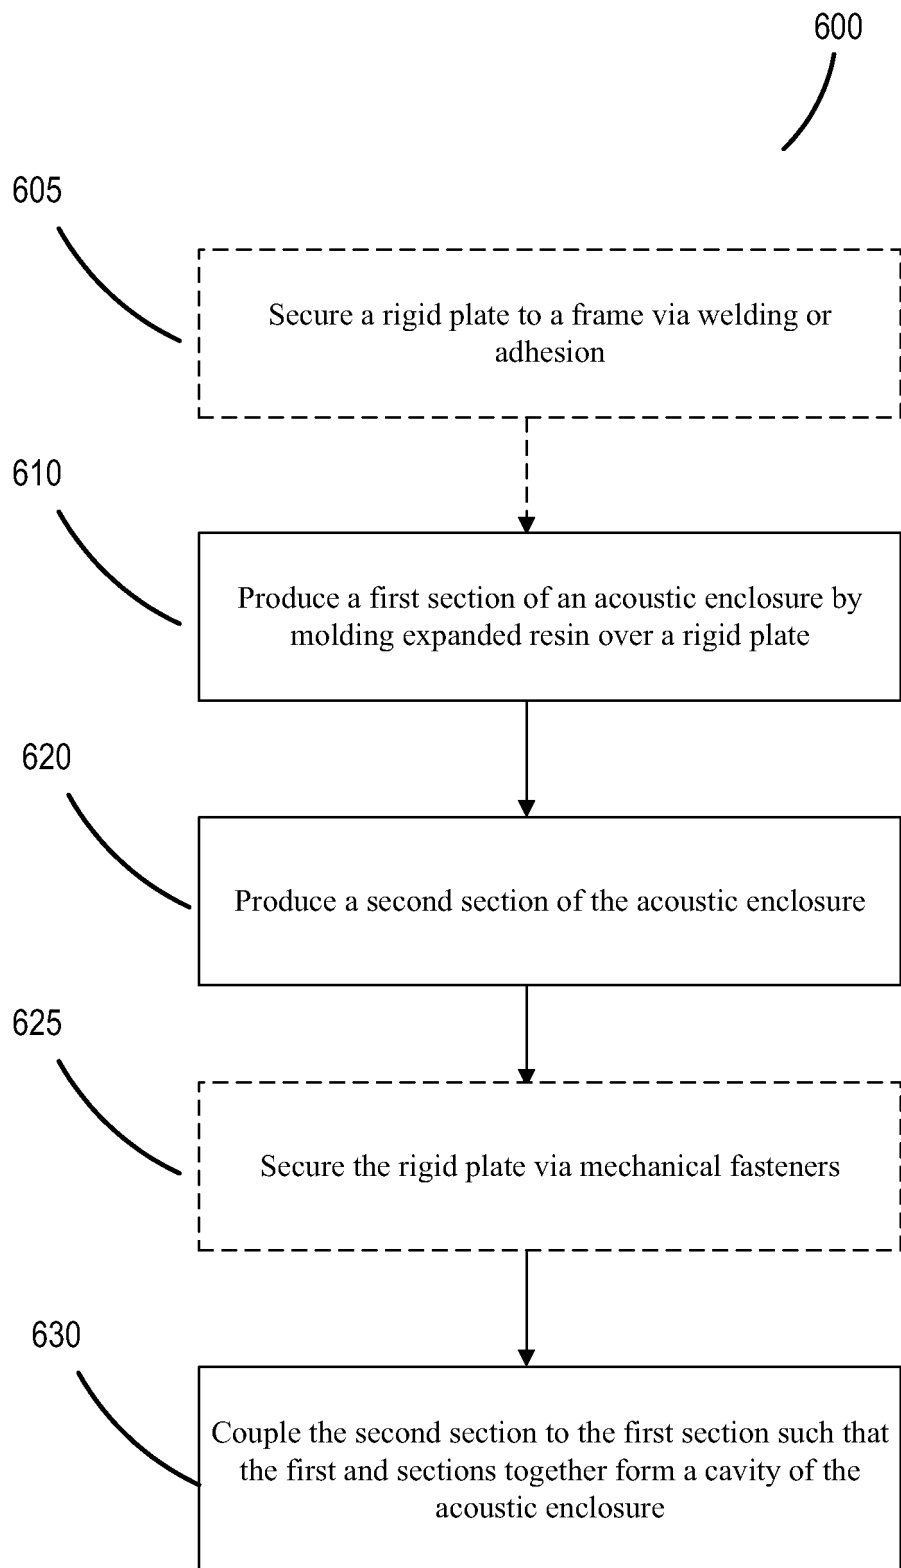 600
605
Secure a rigid plate to a frame via welding or
adhesion
610
Produce a first section of an acoustic enclosure by
molding expanded resin over a rigid plate
620
Produce a second section of the acoustic enclosure
625
Secure the rigid plate via mechanical fasteners
630
Couple the second section to the first section such that
the first and sections together form a cavity of the
acoustic enclosure